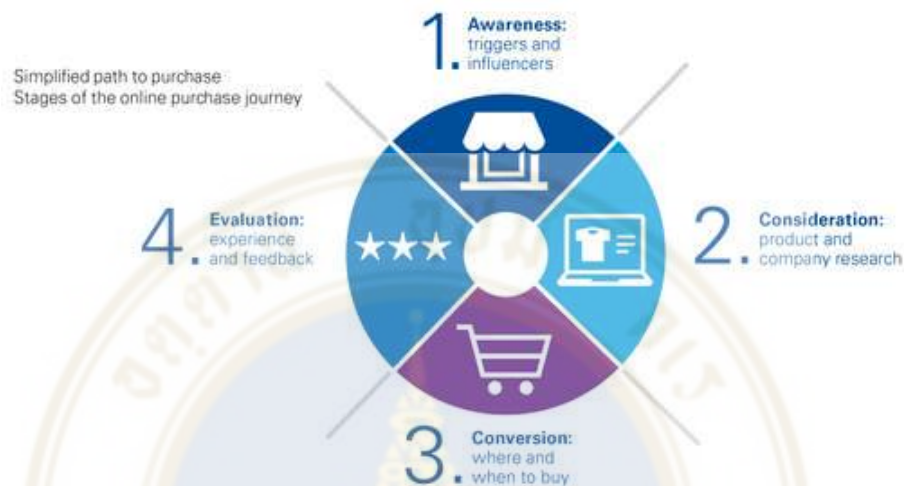 1. Awareness:
triggers and
influencers
Simplified path to purchase
Stages of the online purchase journey
4. Evaluation:
experience
and feedback
2. Consideration:
product and
company research
3. Conversion:
where and
when to buy